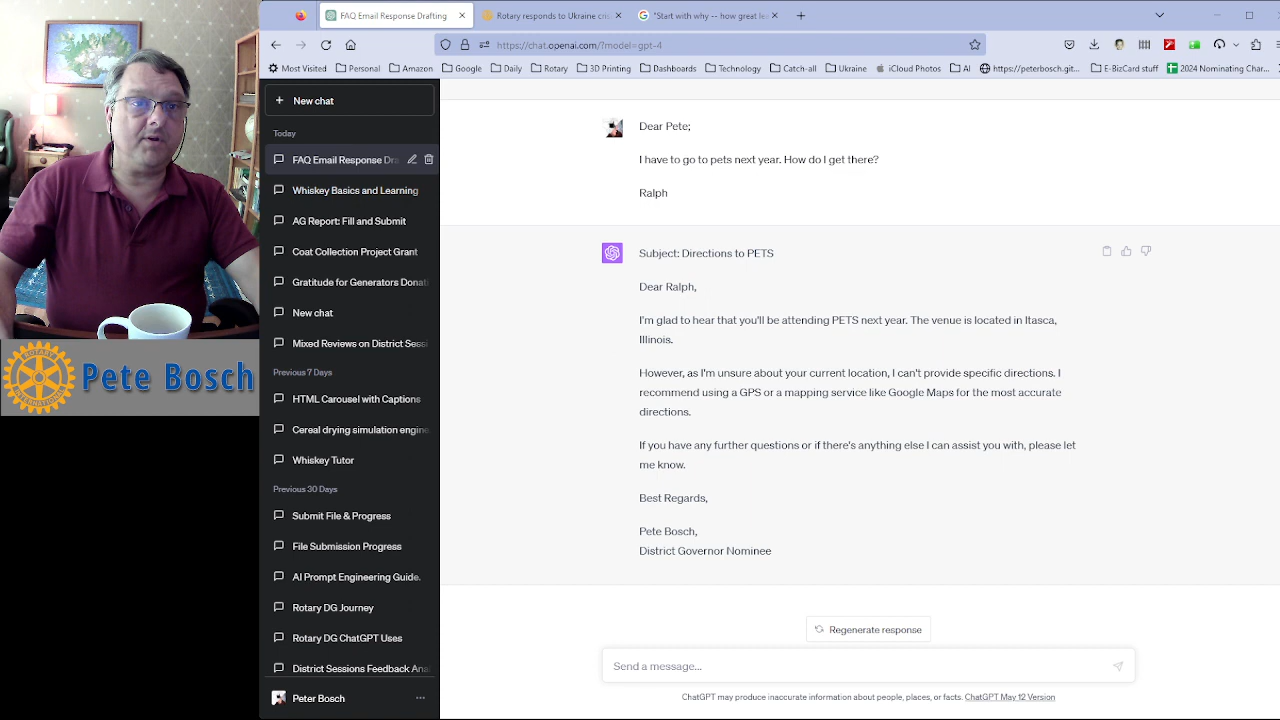 FAQ Email Response Drafting
Rotary responds to Ukraine cris
"Start with why -- how great le
https://chat.openai.com/?model=gpt-4
Most Visited
Personal
Amazon
Google
Daily
Rotary
3D Printing
Dashboards
Technology
Catch-all
Ukraine
iCloud Photos
AI
https://peterbosch.git...
StarCard stuff
2024 Nominating Char...
New chat
Today
FAQ Email Response Dra
Whiskey Basics and Learning
AG Report: Fill and Submit
Coat Collection Project Grant
Gratitude for Generators Donati
New chat
Mixed Reviews on District Sessi
Previous 7 Days
HTML Carousel with Captions
Cereal drying simulation engine
Whiskey Tutor
Previous 30 Days
Submit File & Progress
File Submission Progress
AI Prompt Engineering Guide.
Rotary DG Journey
Rotary DG ChatGPT Uses
District Sessions Feedback Ana
Peter Bosch
ROTARY
INTERNATIONAL
Pete Bosch
Dear Pete;
I have to go to pets next year. How do I get there?
Ralph
Subject: Directions to PETS
Dear Ralph,
I'm glad to hear that you'll be attending PETS next year. The venue is located in Itasca,
Illinois.
However, as I'm unsure about your current location, I can't provide specific directions. I
recommend using a GPS or a mapping service like Google Maps for the most accurate
directions.
If you have any further questions or if there's anything else I can assist you with, please let
me know.
Best Regards,
Pete Bosch,
District Governor Nominee
Regenerate response
Send a message...
ChatGPT may produce inaccurate information about people, places, or facts. ChatGPT May 12 Version